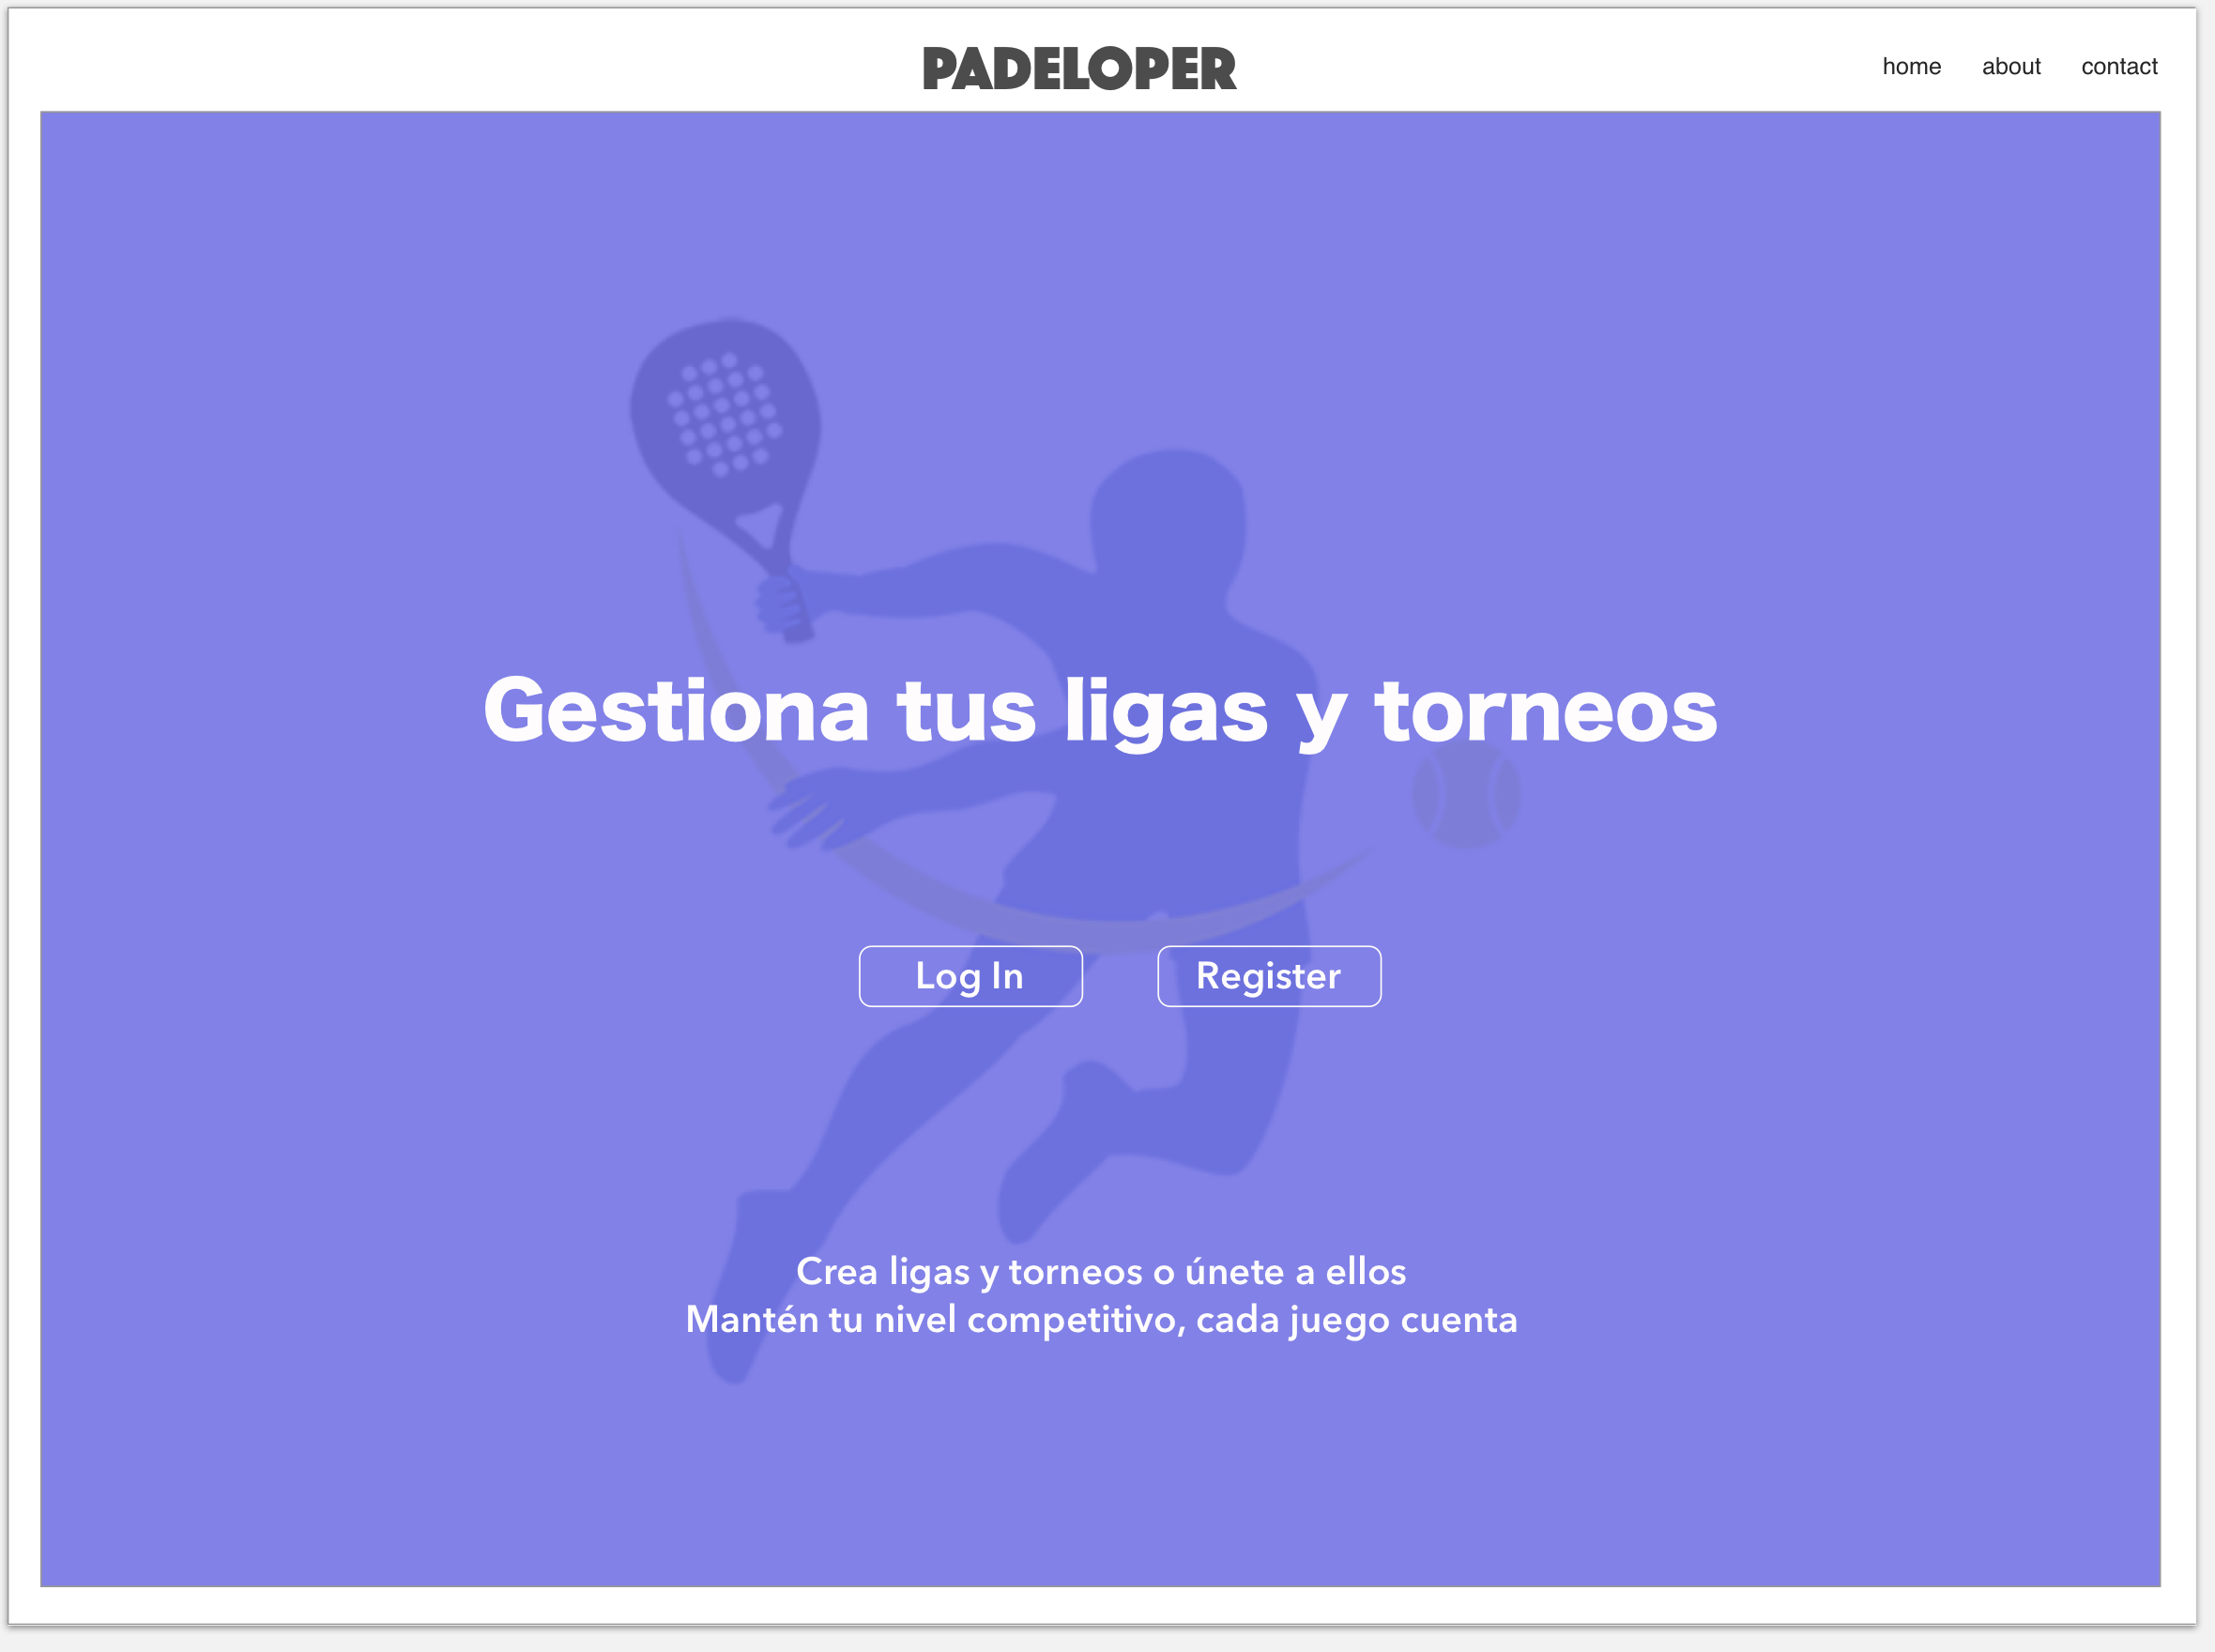 PADELOPER
home about contact
Gestiona tus ligas y torneos
Log In Register
Crea ligas y torneos o únete a ellos
Mantén tu nivel competitivo, cada juego cuenta